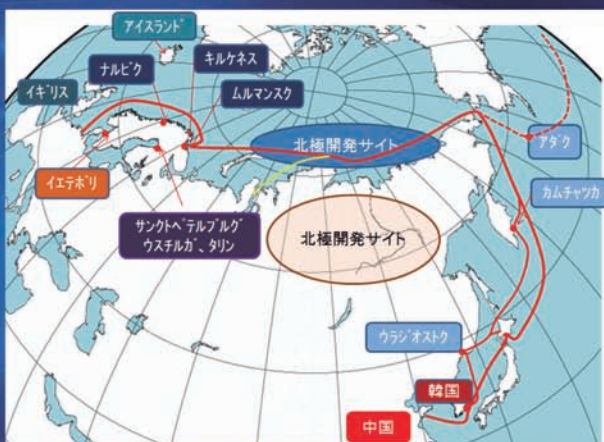 アイスランド
ナルビク
キルケネス
イギリス
ムルマンスク
北極開発サイト
アダク
イエテボリ
カムチャツカ
サンクトペテルブルグ
ウスチルガ、タリン
北極開発サイト
ウラジオストク
韓国
中国